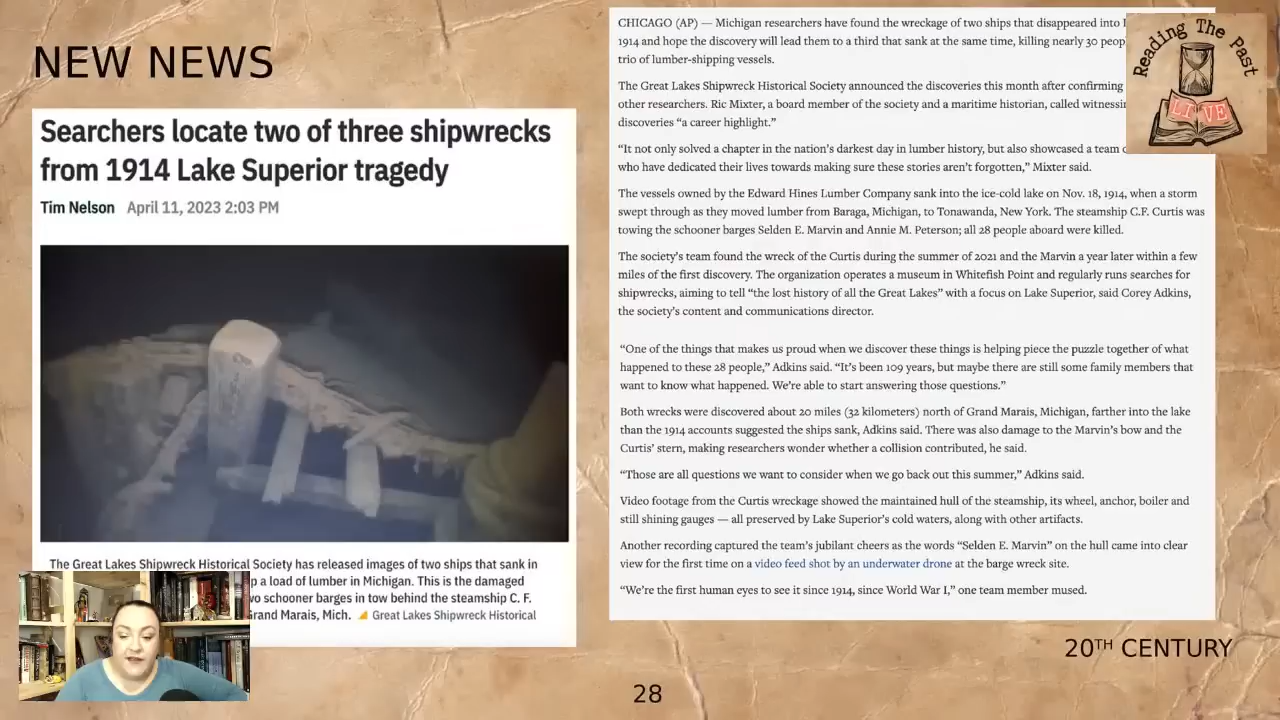 NEW NEWS
Searchers locate two of three shipwrecks
from 1914 Lake Superior tragedy
Tim Nelson April 11, 2023 2:03 PM
The Great Lakes Shipwreck Historical Society has released images of two ships that sank in
p a load of lumber in Michigan. This is the damaged
vo schooner barges in tow behind the steamship C. F.
Grand Marais, Mich. Great Lakes Shipwreck Historical
CHICAGO (AP) — Michigan researchers have found the wreckage of two ships that disappeared into
1914 and hope the discovery will lead them to a third that sank at the same time, killing nearly 30 peop
trio of lumber-shipping vessels.
The Great Lakes Shipwreck Historical Society announced the discoveries this month after confirming
other researchers. Ric Mixter, a board member of the society and a maritime historian, called witnessin
discoveries “a career highlight.”
“It not only solved a chapter in the nation’s darkest day in lumber history, but also showcased a team
who have dedicated their lives towards making sure these stories aren’t forgotten,” Mixter said.
The vessels owned by the Edward Hines Lumber Company sank into the ice-cold lake on Nov. 18, 1914, when a storm
swept through as they moved lumber from Baraga, Michigan, to Tonawanda, New York. The steamship C.F. Curtis was
towing the schooner barges Selden E. Marvin and Annie M. Peterson; all 28 people aboard were killed.
The society’s team found the wreck of the Curtis during the summer of 2021 and the Marvin a year later within a few
miles of the first discovery. The organization operates a museum in Whitefish Point and regularly runs searches for
shipwrecks, aiming to tell “the lost history of all the Great Lakes” with a focus on Lake Superior, said Corey Adkins,
the society’s content and communications director.
“One of the things that makes us proud when we discover these things is helping piece the puzzle together of what
happened to these 28 people,” Adkins said. “It’s been 109 years, but maybe there are still some family members that
want to know what happened. We’re able to start answering those questions.”
Both wrecks were discovered about 20 miles (32 kilometers) north of Grand Marais, Michigan, farther into the lake
than the 1914 accounts suggested the ships sank, Adkins said. There was also damage to the Marvin’s bow and the
Curtis’ stern, making researchers wonder whether a collision contributed, he said.
“Those are all questions we want to consider when we go back out this summer,” Adkins said.
Video footage from the Curtis wreckage showed the maintained hull of the steamship, its wheel, anchor, boiler and
still shining gauges — all preserved by Lake Superior’s cold waters, along with other artifacts.
Another recording captured the team’s jubilant cheers as the words “Selden E. Marvin” on the hull came into clear
view for the first time on a video feed shot by an underwater drone at the barge wreck site.
“We’re the first human eyes to see it since 1914, since World War I,” one team member mused.
Reading The Past
LIVE
20TH CENTURY
28